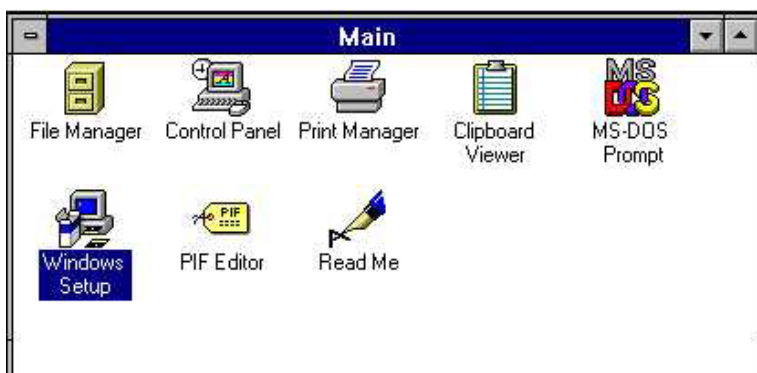 Main
MS
DOS
File Manager
Control Panel
Print Manager
Clipboard
Viewer
MS-DOS
Prompt
PIF
Windows
Setup
PIF Editor
Read Me